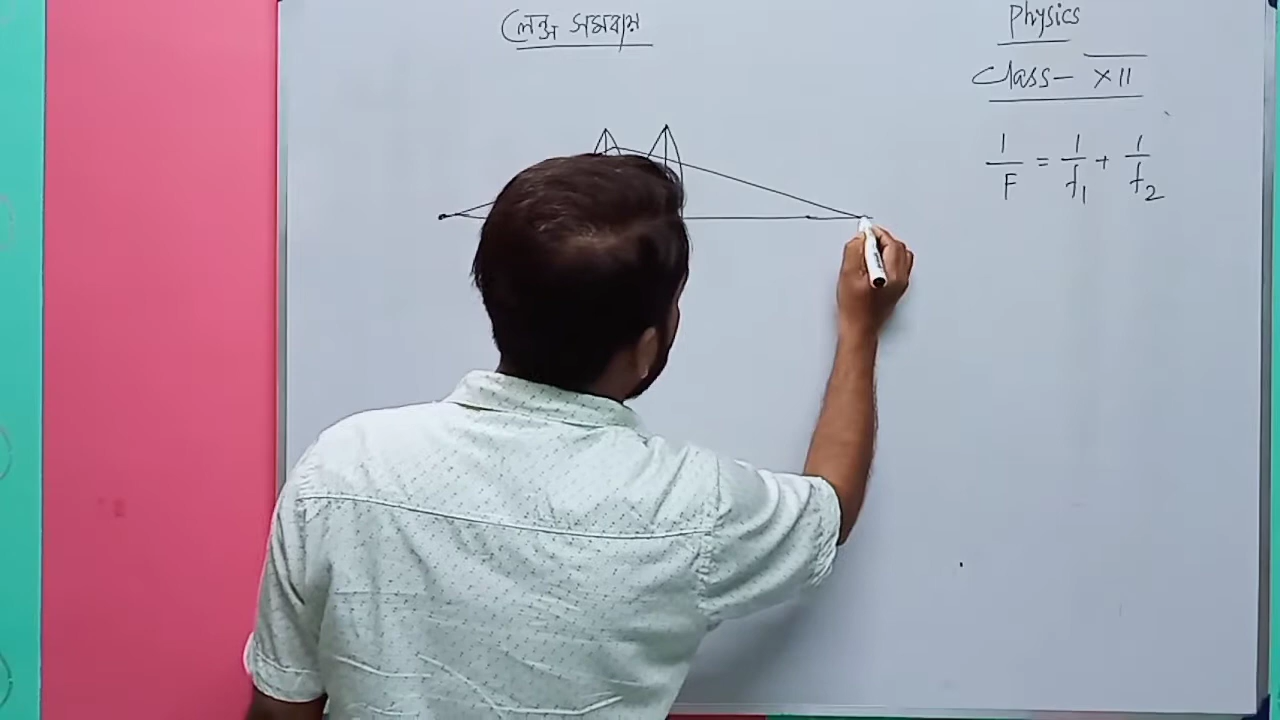 লেন্স সমবায়
Physics
Class- XII
1/F = 1/f₁ + 1/f₂